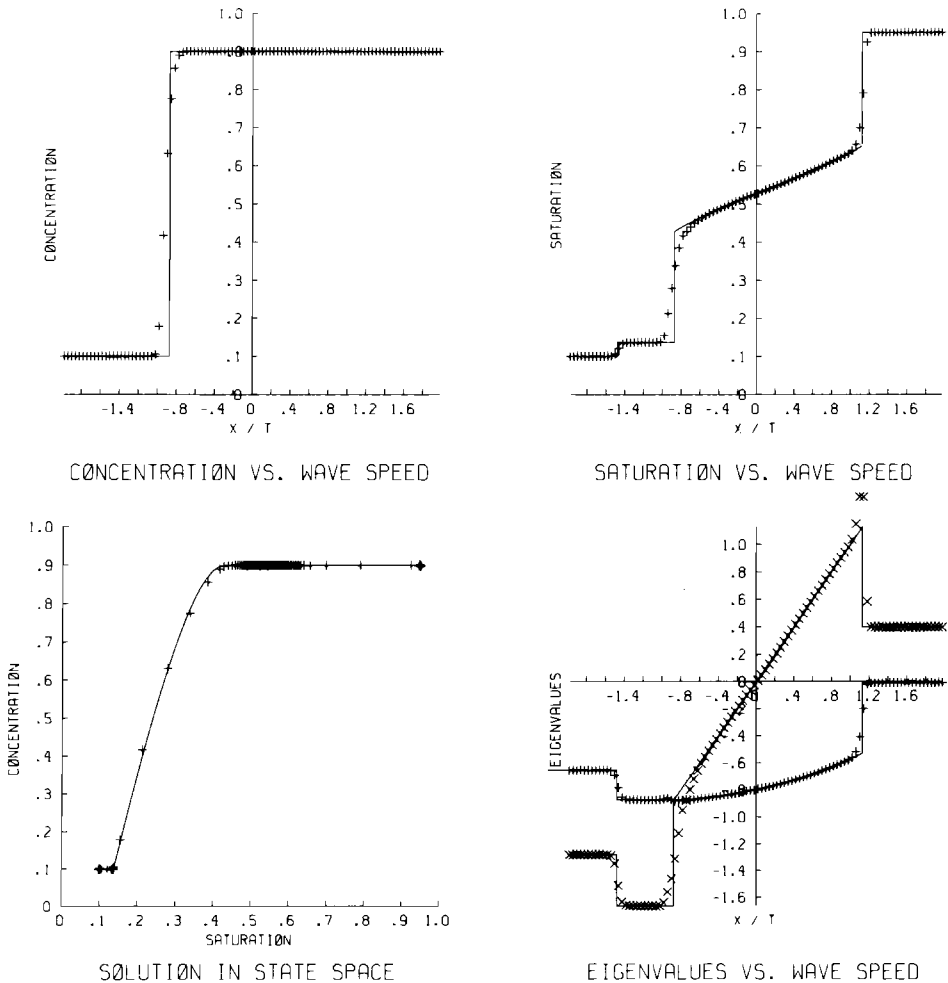 1.0
.9
.8
.7
.6
.5
.4
.3
.2
.1
0
CØNCENTRATIØN
-1.4 -.8 -.4 0 .4 .8 1.2 1.6
X / T
CØNCENTRATIØN VS. WAVE SPEED
1.0
.9
.8
.7
.6
.5
.4
.3
.2
.1
0
SATURATIØN
-1.4 -.8 -.4 0 .4 .8 1.2 1.6
X / T
SATURATIØN VS. WAVE SPEED
1.0
.9
.8
.7
.6
.5
.4
.3
.2
.1
0
CØNCENTRATIØN
0 .1 .2 .3 .4 .5 .6 .7 .8 .9 1.0
SATURATIØN
SØLUTIØN IN STATE SPACE
1.0
.8
.6
.4
.2
-1.4 -.8 -.4 0 .4 .8 1.2 1.6
-.2
-.4
-.6
-.8
-1.0
-1.2
-1.4
-1.6
EIGENVALUES
X / T
EIGENVALUES VS. WAVE SPEED